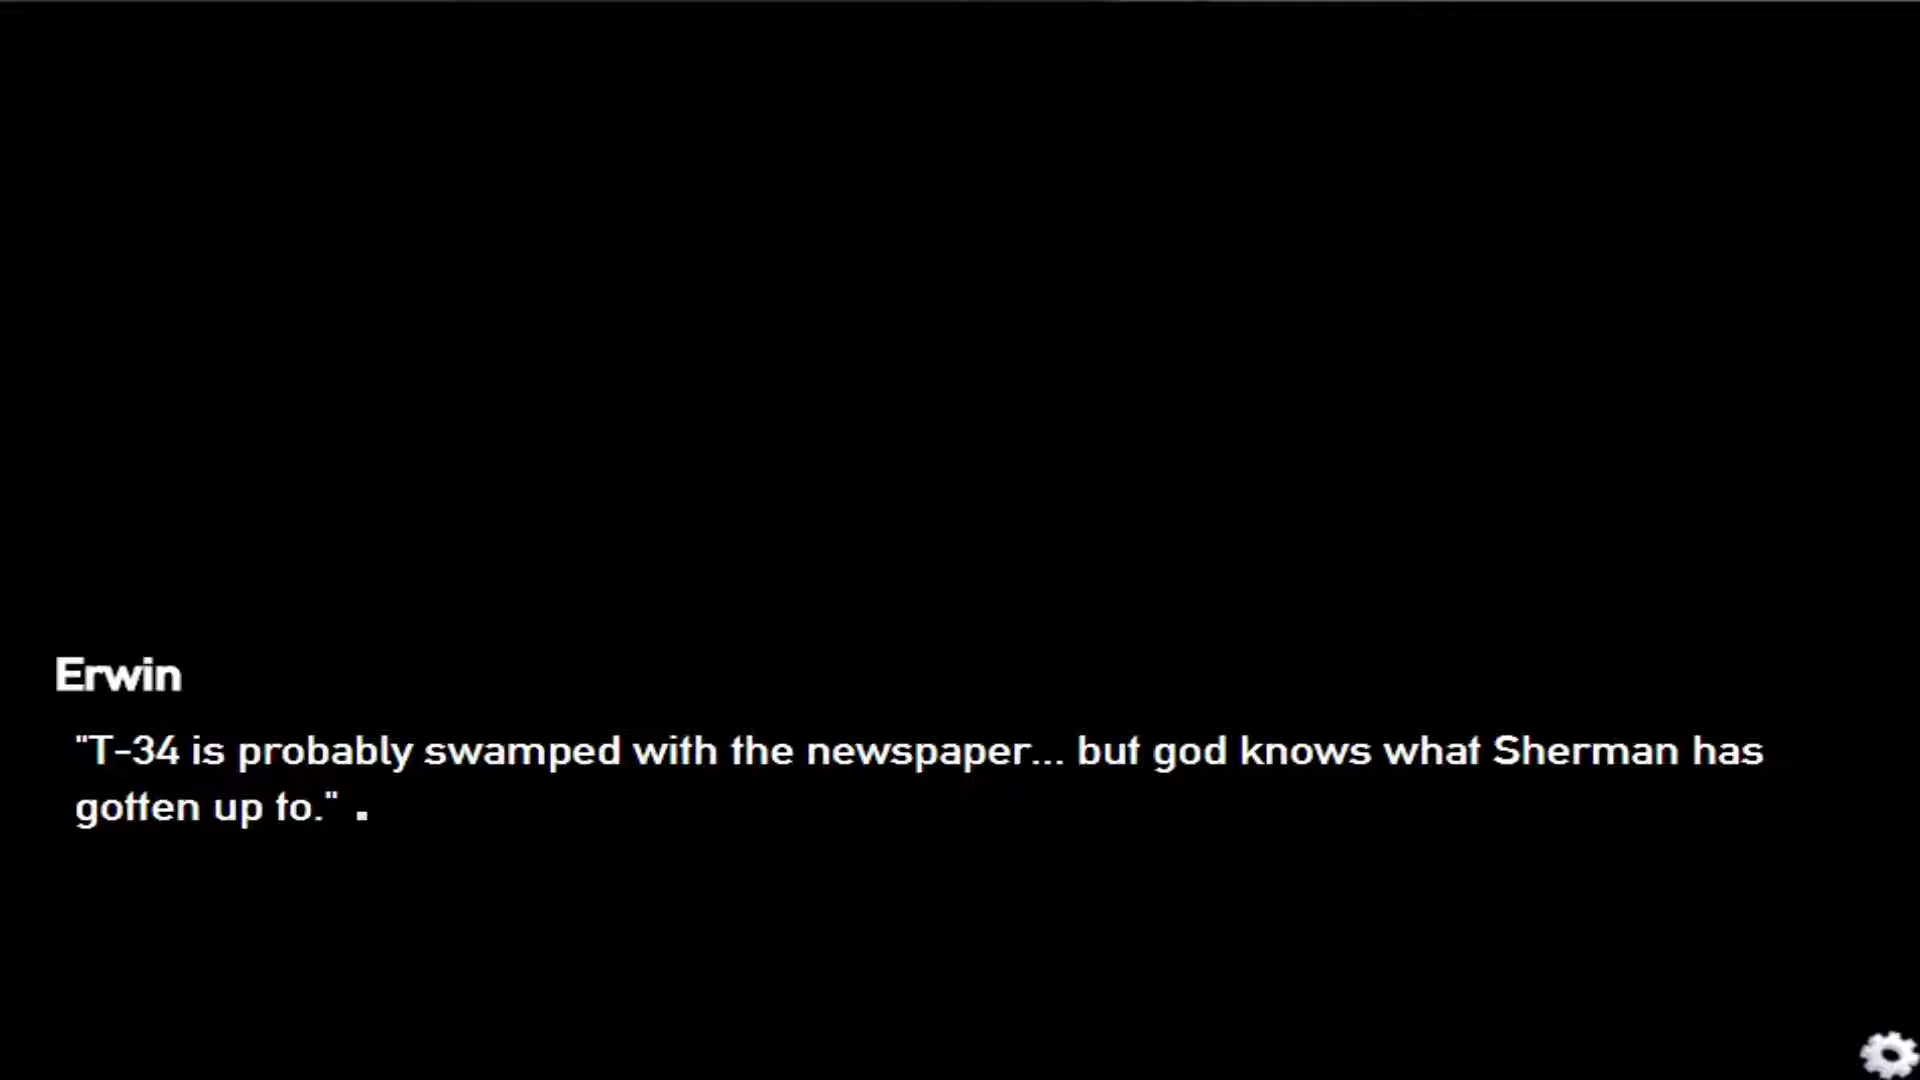 Erwin
"T-34 is probably swamped with the newspaper... but god knows what Sherman has
gotten up to."